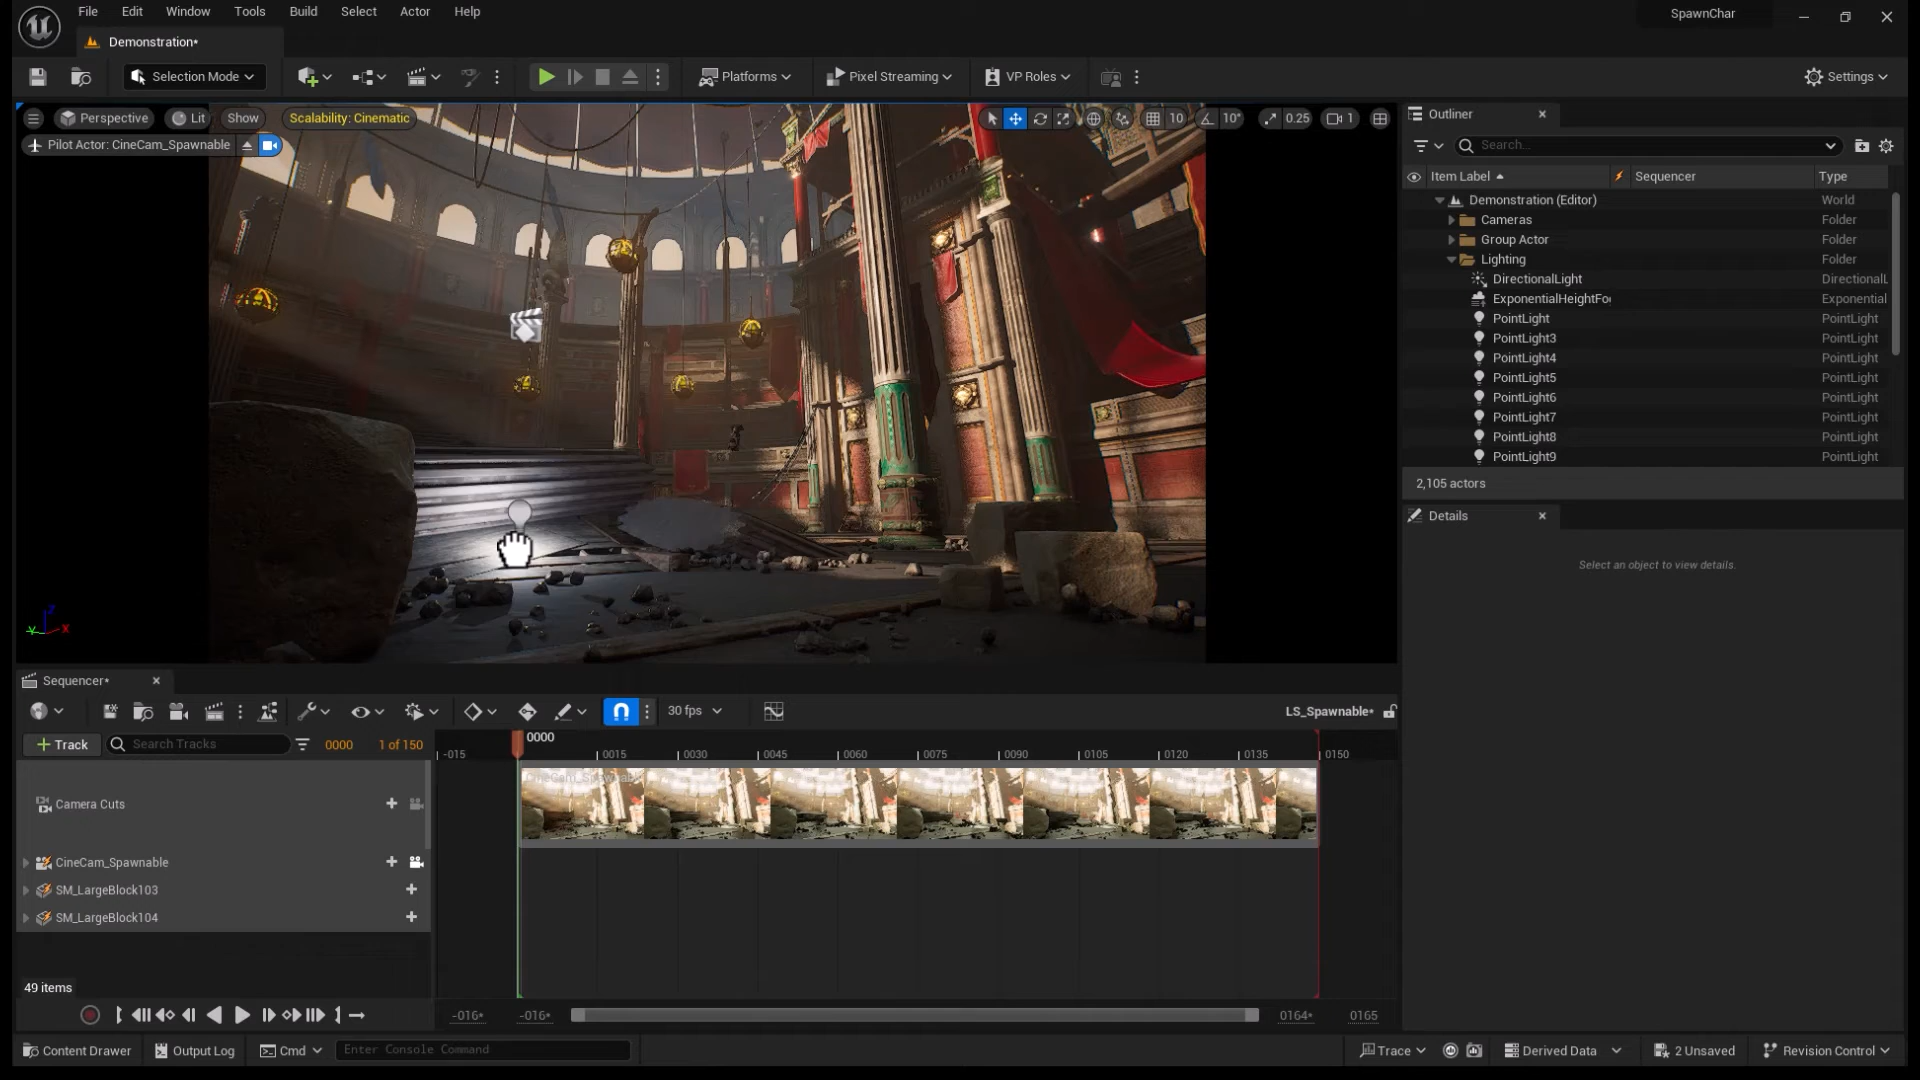 File Edit Window Tools Build Select Actor Help
SpawnChar
Demonstration*
Selection Mode
Platforms
Pixel Streaming
VP Roles
Settings
Perspective Lit Show Scalability: Cinematic
10 10° 0.25 1
Pilot Actor: CineCam_Spawnable
Outliner
Search...
Item Label Sequencer Type
Demonstration (Editor) World
Cameras Folder
Group Actor Folder
Lighting Folder
DirectionalLight DirectionalL
ExponentialHeightFo Exponential
PointLight PointLight
PointLight3 PointLight
PointLight4 PointLight
PointLight5 PointLight
PointLight6 PointLight
PointLight7 PointLight
PointLight8 PointLight
PointLight9 PointLight
2,105 actors
Details
Select an object to view details.
Z
Y X
Sequencer*
30 fps
LS_Spawnable*
+ Track Search Tracks 0000 1 of 150
0000
-015 0015 0030 0045 0060 0075 0090 0105 0120 0135 0150
CineCam_Spawnable
Camera Cuts
CineCam_Spawnable
SM_LargeBlock103
SM_LargeBlock104
49 items
-016* -016* 0164* 0165
Content Drawer Output Log Cmd Enter Console Command
Trace Derived Data 2 Unsaved Revision Control